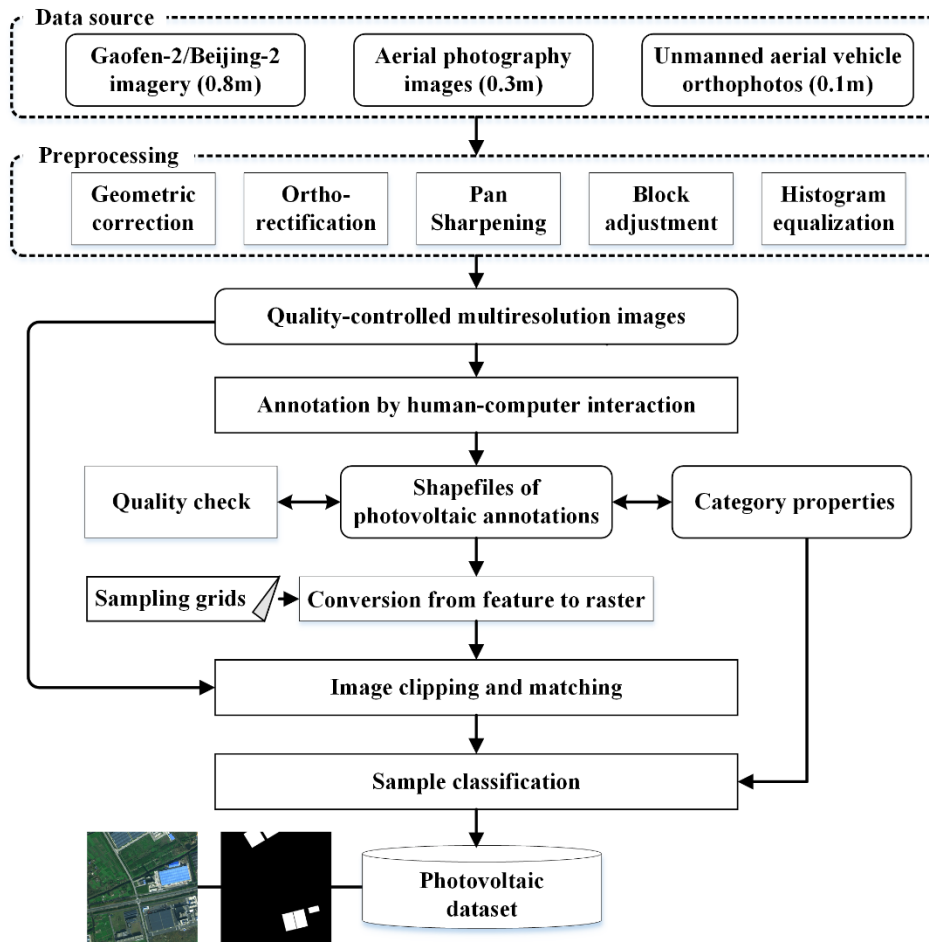 Data source
Gaofen-2/Beijing-2
imagery (0.8m)
Aerial photography
images (0.3m)
Unmanned aerial vehicle
orthophotos (0.1m)
Preprocessing
Geometric
correction
Ortho-
rectification
Pan
Sharpening
Block
adjustment
Histogram
equalization
Quality-controlled multiresolution images
Annotation by human-computer interaction
Quality check
Shapefiles of
photovoltaic annotations
Category properties
Sampling grids
Conversion from feature to raster
Image clipping and matching
Sample classification
Photovoltaic
dataset